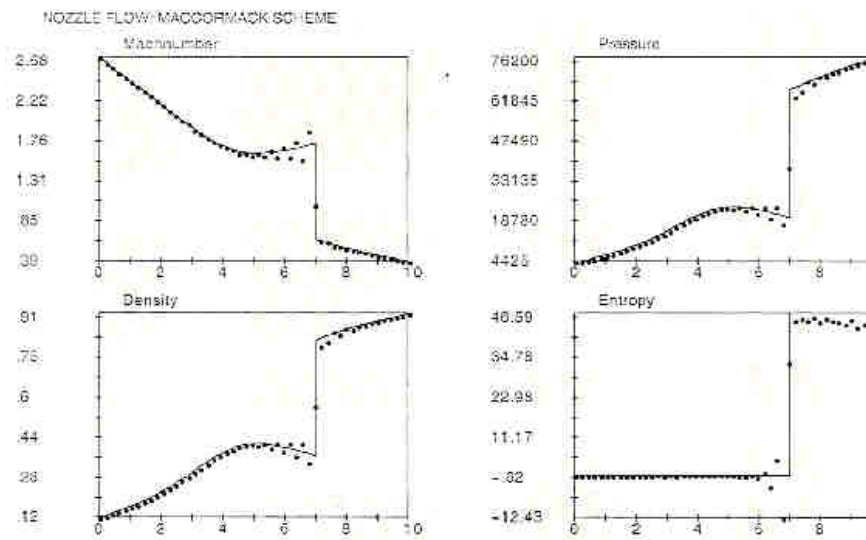 NOZZLE FLOW-MACCORMACK SCHEME
Machnumber
2.68
2.22
1.76
1.31
.85
.39
0 2 4 6 8 10
Pressure
76200
61845
47490
33135
18780
4425
0 2 4 6 8
Density
.91
.75
.6
.44
.28
.12
0 2 4 6 8 10
Entropy
46.59
34.78
22.98
11.17
-.62
-12.43
0 2 4 6 8